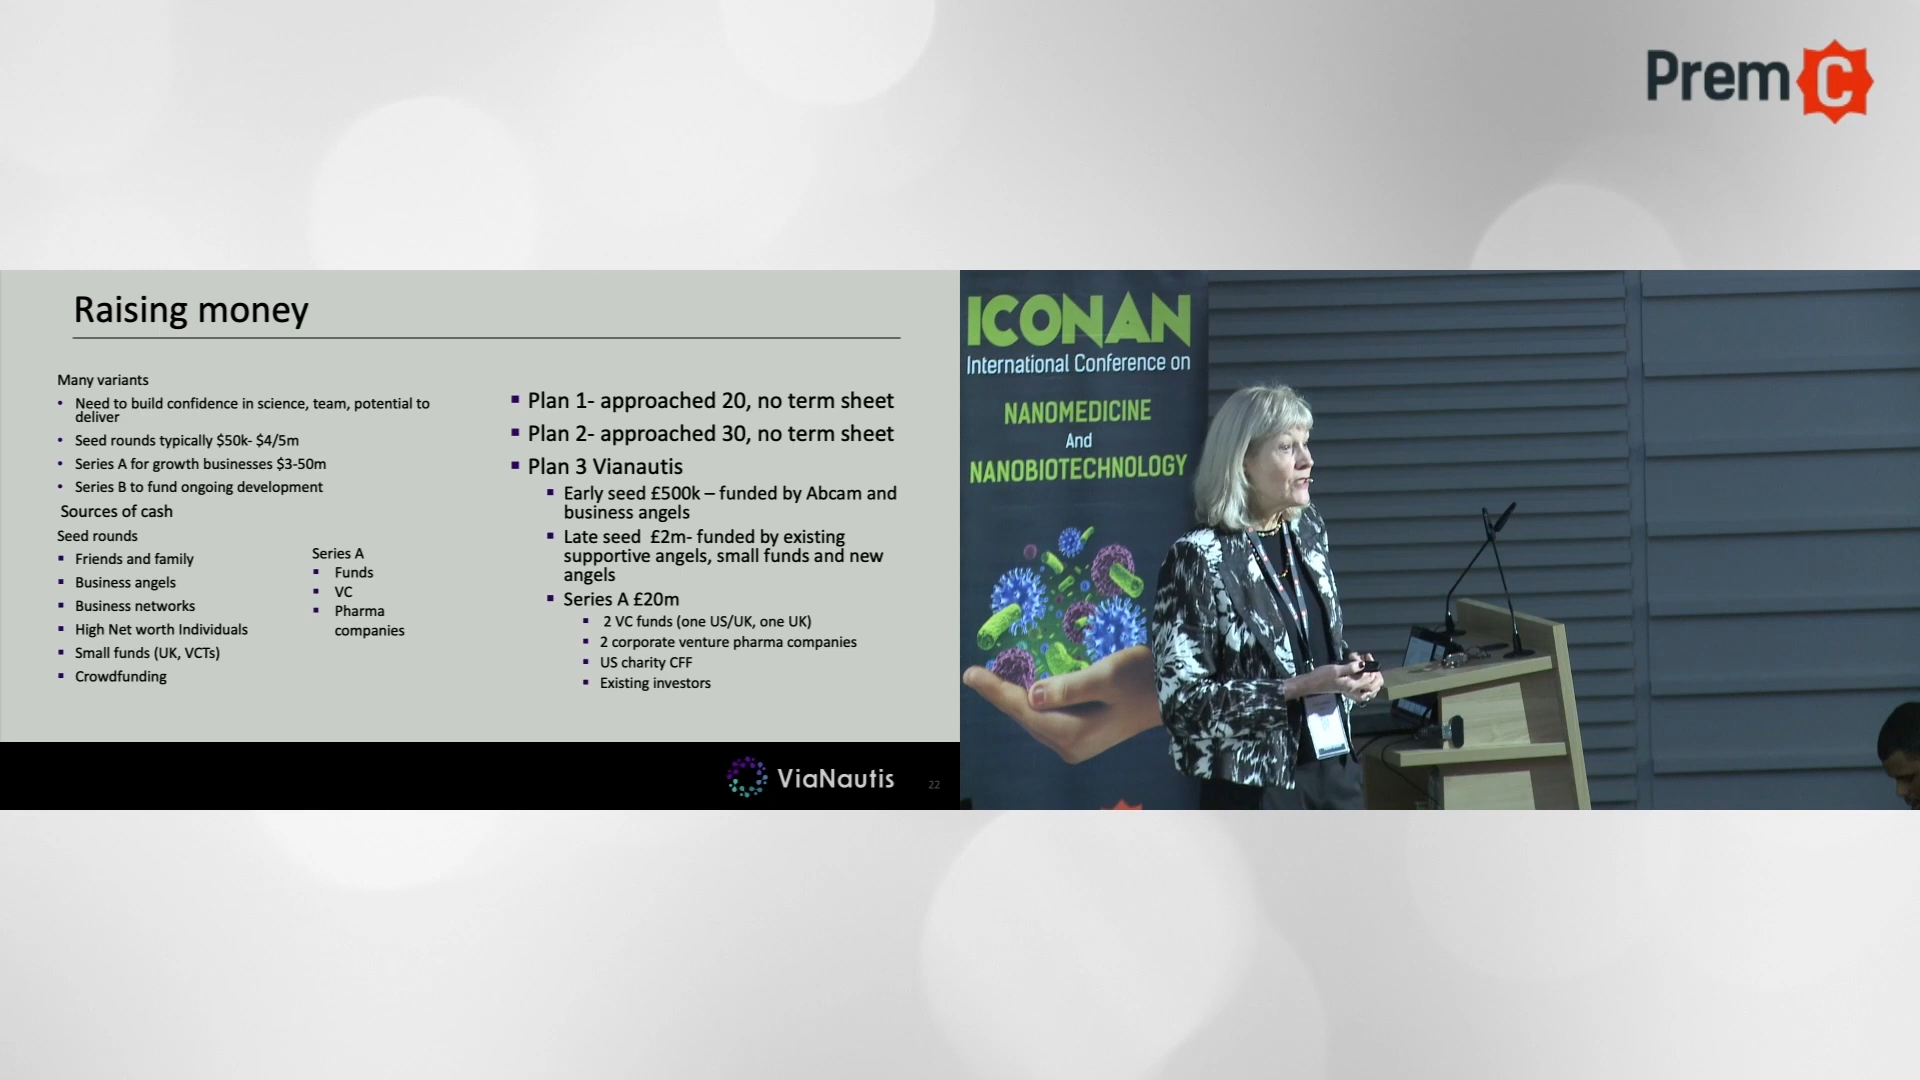 Prem C
Raising money
Many variants
• Need to build confidence in science, team, potential to
deliver
• Seed rounds typically $50k- $4/5m
• Series A for growth businesses $3-50m
• Series B to fund ongoing development
Sources of cash
Seed rounds
▪ Friends and family
▪ Business angels
▪ Business networks
▪ High Net worth Individuals
▪ Small funds (UK, VCTs)
▪ Crowdfunding
Series A
▪ Funds
▪ VC
▪ Pharma
companies
▪ Plan 1- approached 20, no term sheet
▪ Plan 2- approached 30, no term sheet
▪ Plan 3 Vianautis
▪ Early seed £500k – funded by Abcam and
business angels
▪ Late seed £2m- funded by existing
supportive angels, small funds and new
angels
▪ Series A £20m
▪ 2 VC funds (one US/UK, one UK)
▪ 2 corporate venture pharma companies
▪ US charity CFF
▪ Existing investors
ViaNautis
22
ICONAN
International Conference on
NANOMEDICINE
And
NANOBIOTECHNOLOGY